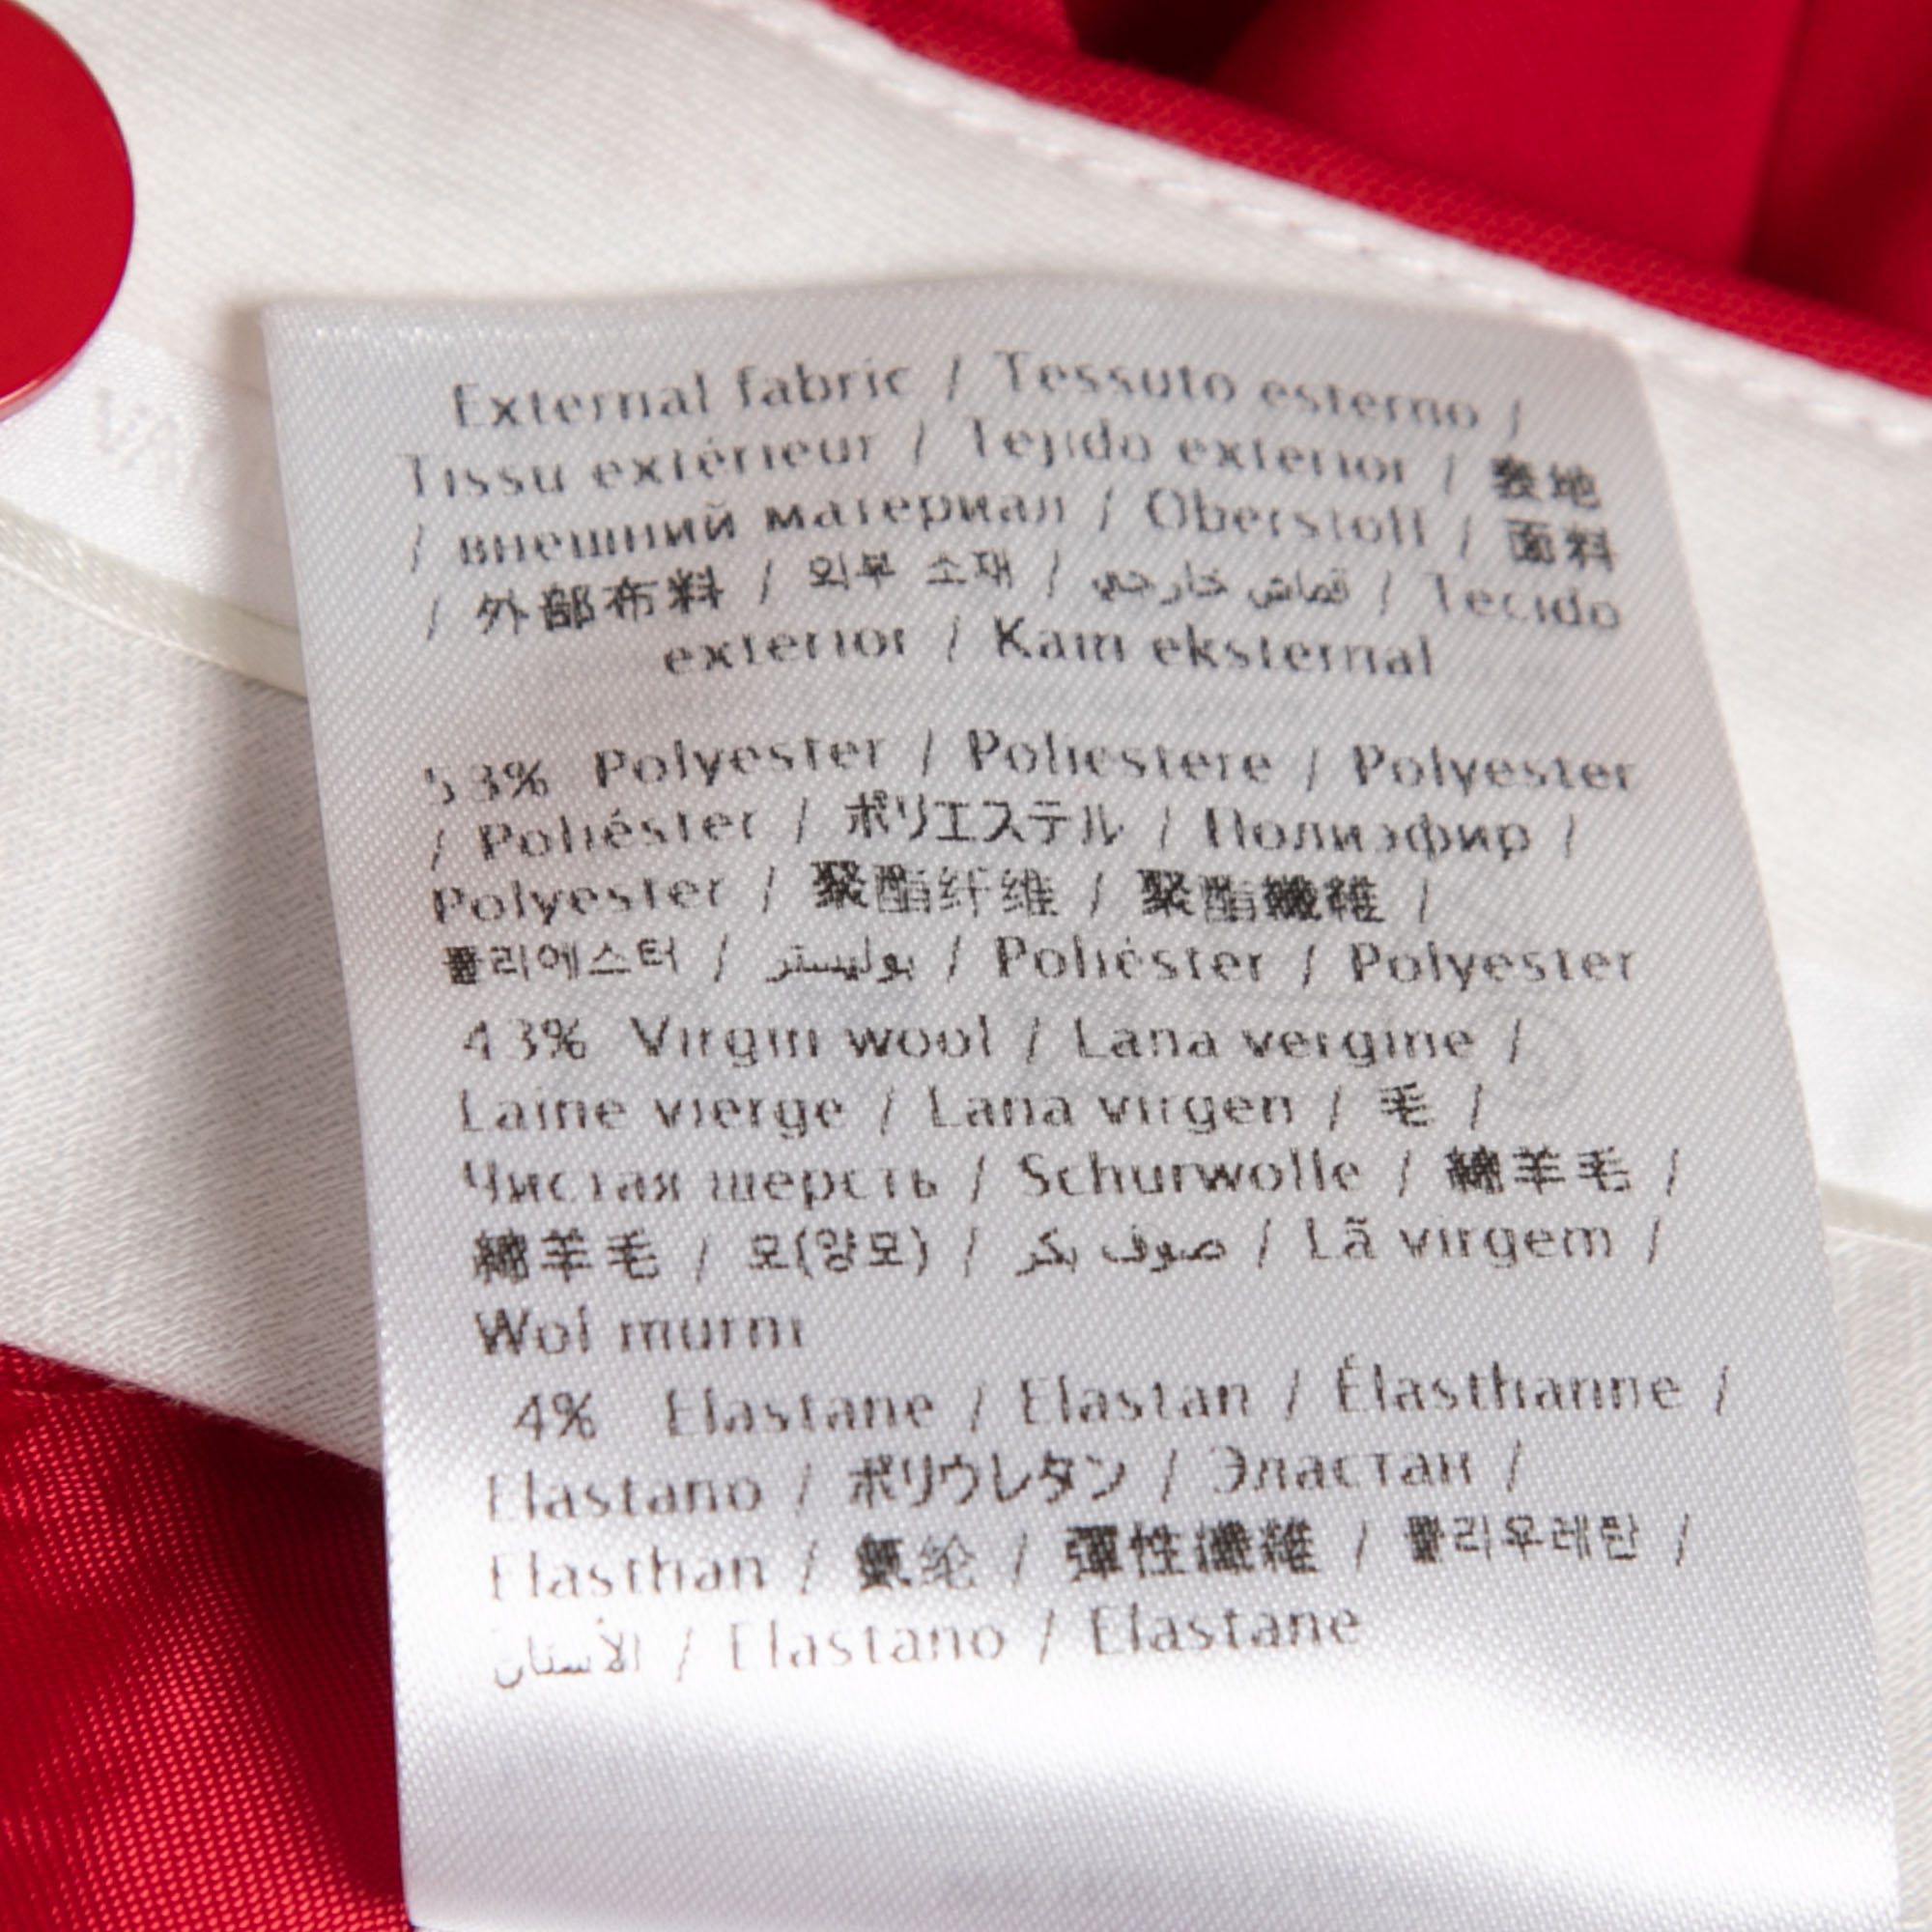 External fabric / Tessuto esterno /
Tissu extérieur / Tejido exterior / 表地
/ внешний материал / Oberstoff / 面料
/ 外部布料 / 외부 소재 / قماش خارجي / Tecido
exterior / Kain eksternal
53% Polyester / Poliestere / Polyester
/ Poliéster / ポリエステル / Полиэфир /
Polyester / 聚酯纤维 / 聚酯纖維 /
폴리에스터 / بوليستر / Poliéster / Polyester
43% Virgin wool / Lana vergine /
Laine vierge / Lana virgen / 毛 /
Чистая шерсть / Schurwolle / 綿羊毛 /
綿羊毛 / 모(양모) / صوف بكر / Lã virgem /
Wol murni
4% Elastane / Elastan / Élasthanne /
Elastano / ポリウレタン / Эластан /
Elasthan / 氨纶 / 彈性纖維 / 폴리우레탄 /
الأستان / Elastano / Elastane